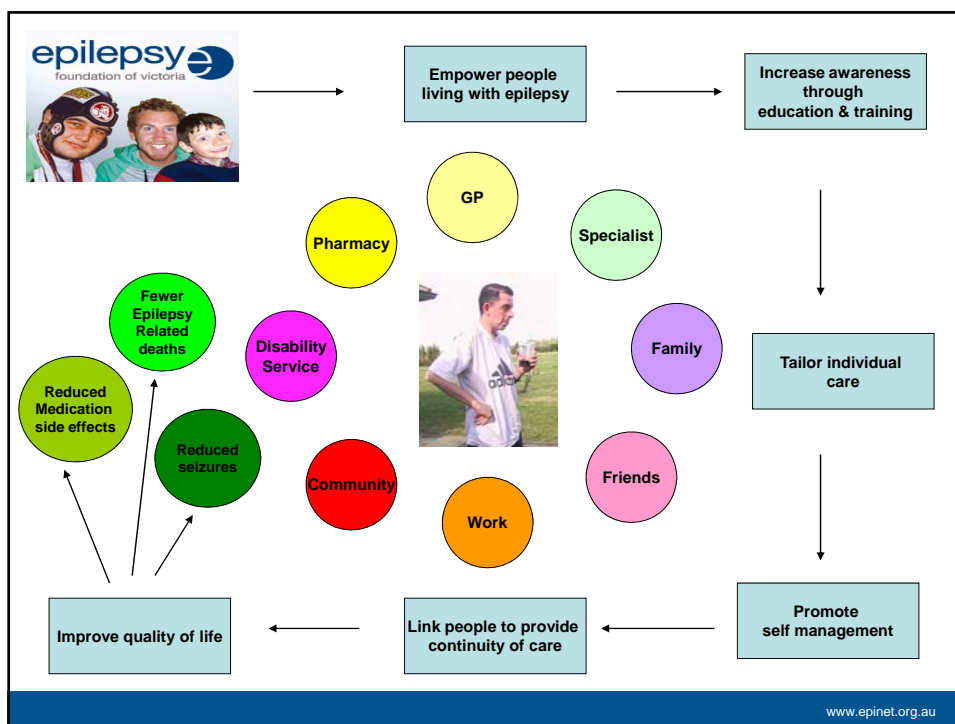 epilepsy
foundation of victoria
Empower people
living with epilepsy
Increase awareness
through
education & training
GP
Pharmacy
Specialist
Fewer
Epilepsy
Related
deaths
Disability
Service
Family
Tailor individual
care
Reduced
Medication
side effects
adidas
Reduced
seizures
Community
Friends
Work
Improve quality of life
Link people to provide
continuity of care
Promote
self management
www.epinet.org.au